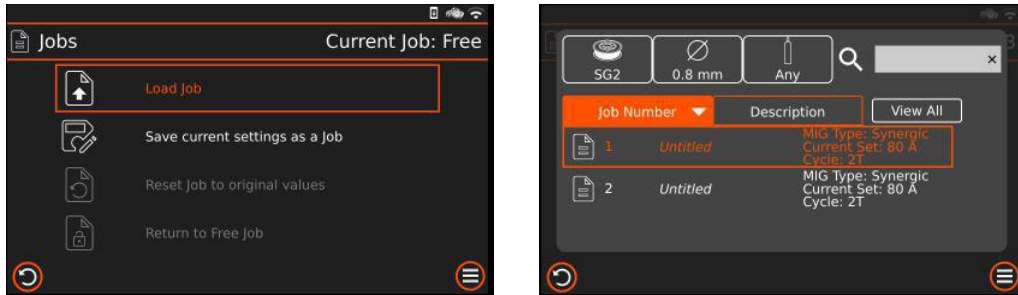 Jobs
Current Job: Free
Load Job
Save current settings as a Job
Reset Job to original values
Return to Free Job
SG2
0.8 mm
Any
×
Job Number
Description
View All
1
Untitled
MIG Type: Synergic
Current Set: 80 A
Cycle: 2T
2
Untitled
MIG Type: Synergic
Current Set: 80 A
Cycle: 2T